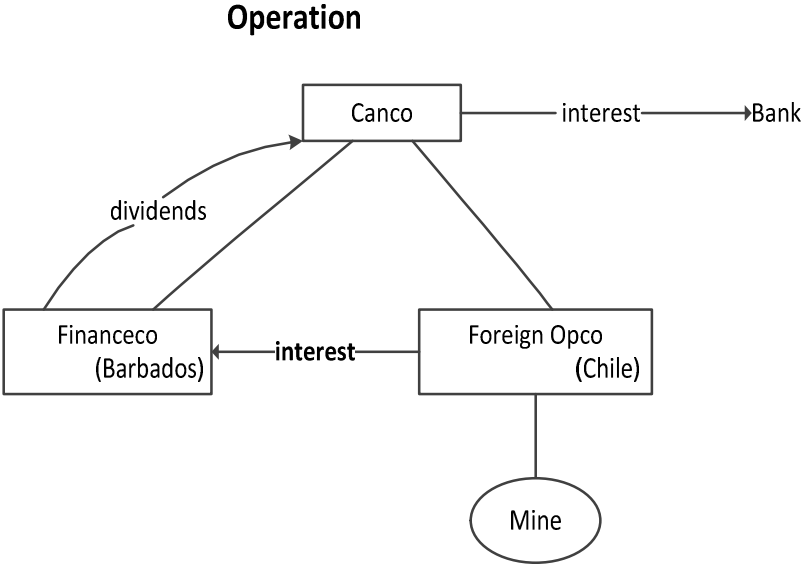 Operation
Canco
interest
Bank
dividends
Financeco
(Barbados)
interest
Foreign Opco
(Chile)
Mine